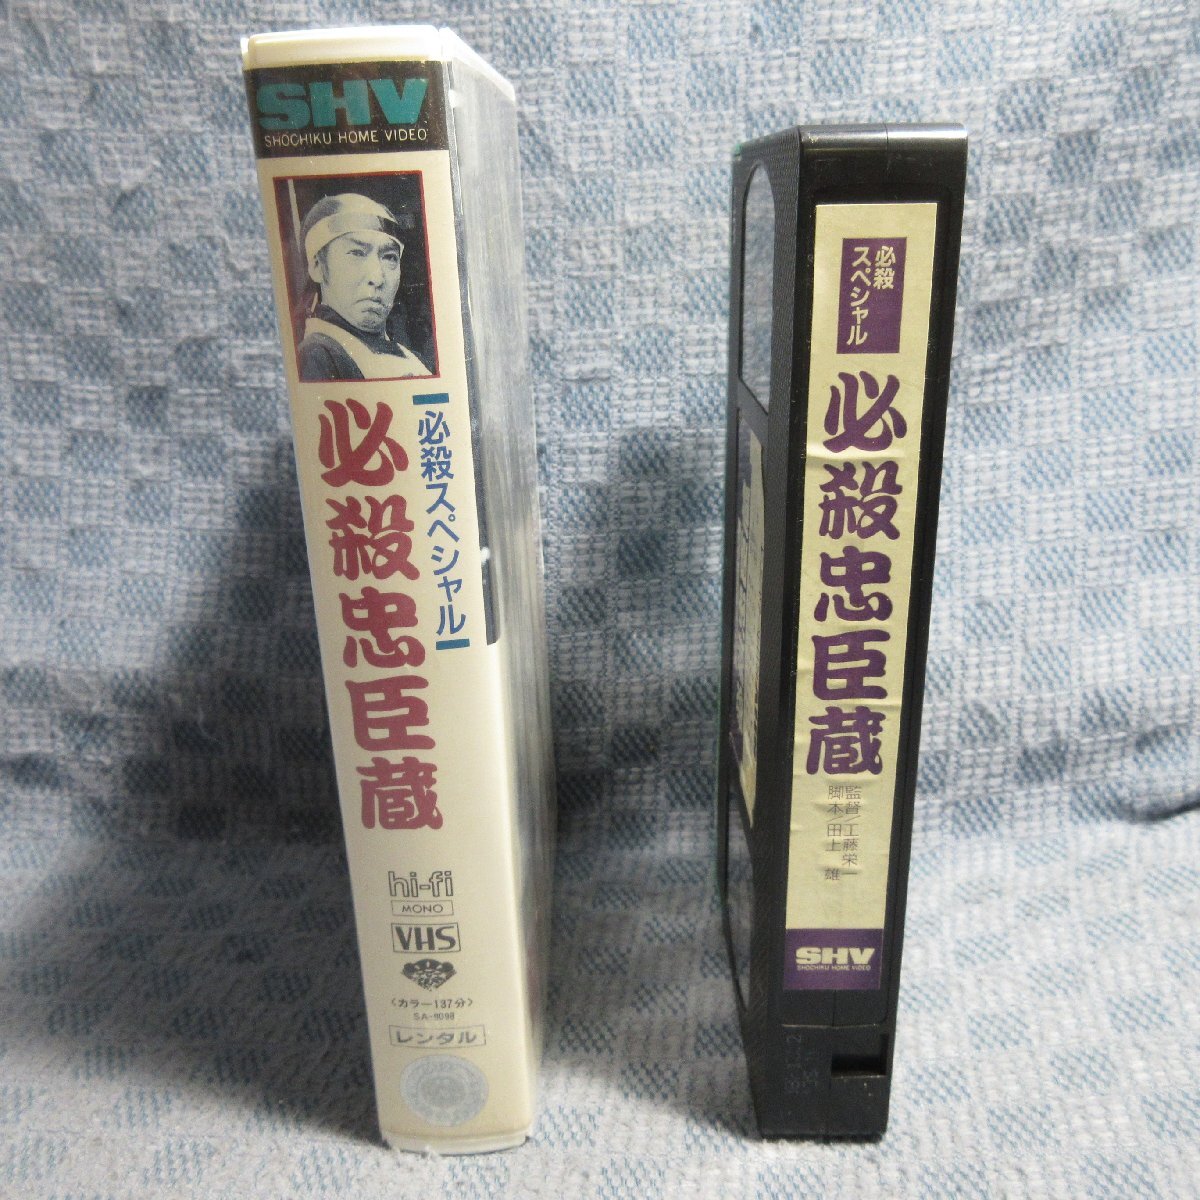 SHV
SHOCHIKU HOME VIDEO
必殺スペシャル
必殺忠臣蔵
hi-fi
MONO
VHS
〈カラー137分〉
SA-9098
レンタル
必殺
スペシャル
必殺忠臣蔵
監督/工藤栄一
脚本/田上 雄
SHV
SHOCHIKU HOME VIDEO